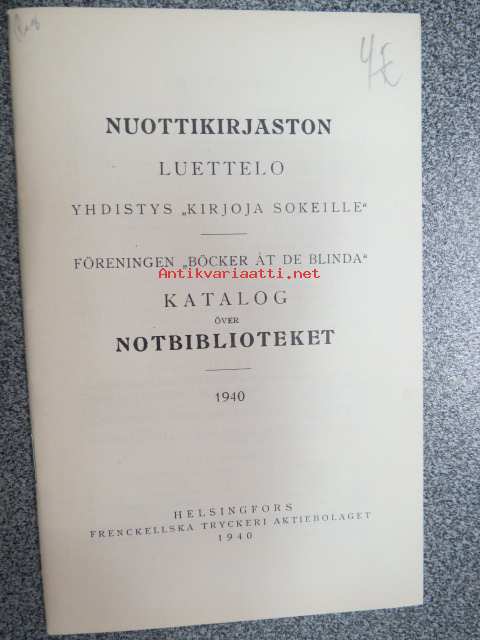 4€
NUOTTIKIRJASTON
LUETTELO
YHDISTYS „KIRJOJA SOKEILLE“
FÖRENINGEN „BÖCKER ÅT DE BLINDA“
Antikvariaatti.net
KATALOG
ÖVER
NOTBIBLIOTEKET
1940
HELSINGFORS
FRENCKELLSKA TRYCKERI AKTIEBOLAGET
1940